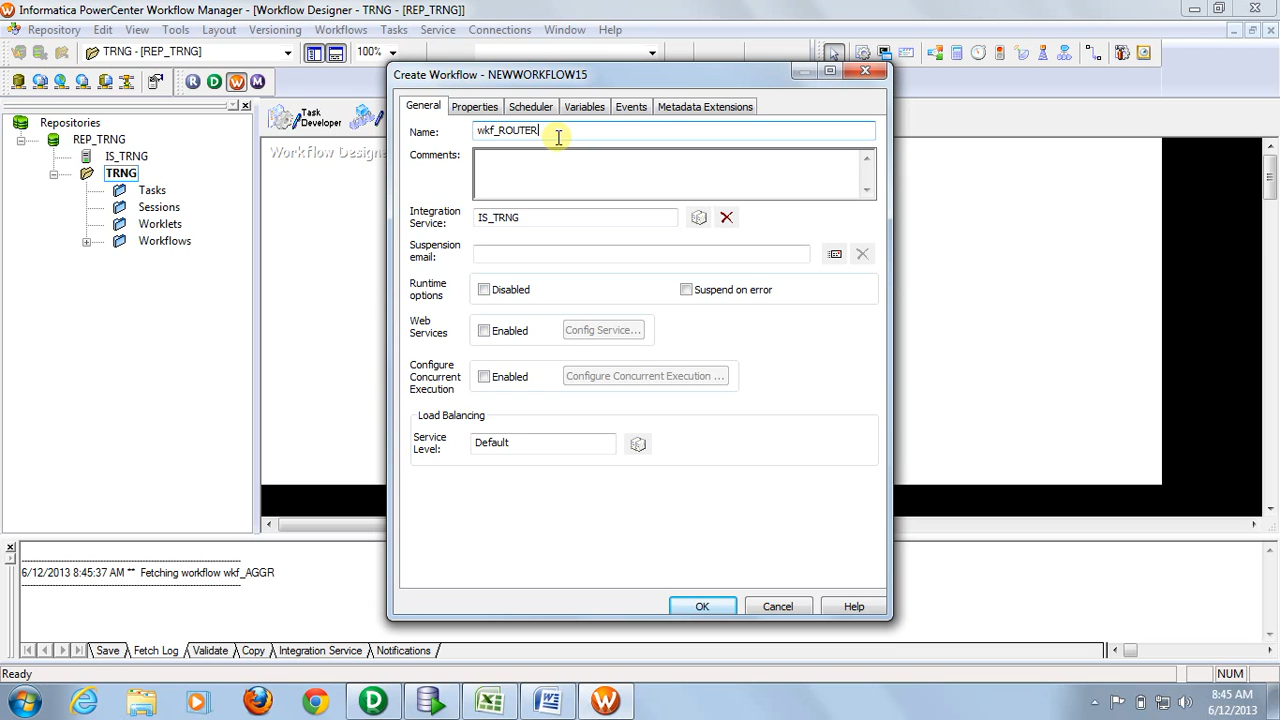 Informatica PowerCenter Workflow Manager - [Workflow Designer - TRNG - [REP_TRNG]]
Repository Edit View Tools Layout Versioning Workflows Tasks Service Connections Window Help
TRNG - [REP_TRNG] 100%
R D W M
Repositories
REP_TRNG
IS_TRNG
TRNG
Tasks
Sessions
Worklets
Workflows
Task
Developer
Workflow Designer
Create Workflow - NEWWORKFLOW15
General Properties Scheduler Variables Events Metadata Extensions
Name: wkf_ROUTER
Comments:
Integration
Service: IS_TRNG
Suspension
email:
Runtime
options Disabled Suspend on error
Web
Services Enabled Config Service...
Configure
Concurrent
Execution Enabled Configure Concurrent Execution ...
Load Balancing
Service
Level: Default
OK Cancel Help
6/12/2013 8:45:37 AM ** Fetching workflow wkf_AGGR
Save Fetch Log Validate Copy Integration Service Notifications
Ready NUM
8:45 AM
6/12/2013